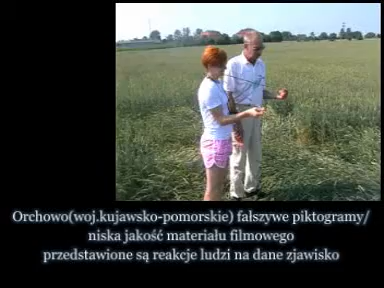 Orchowo(woj.kujawsko-pomorskie) fałszywe piktogramy/
niska jakość materiału filmowego
przedstawione są reakcje ludzi na dane zjawisko